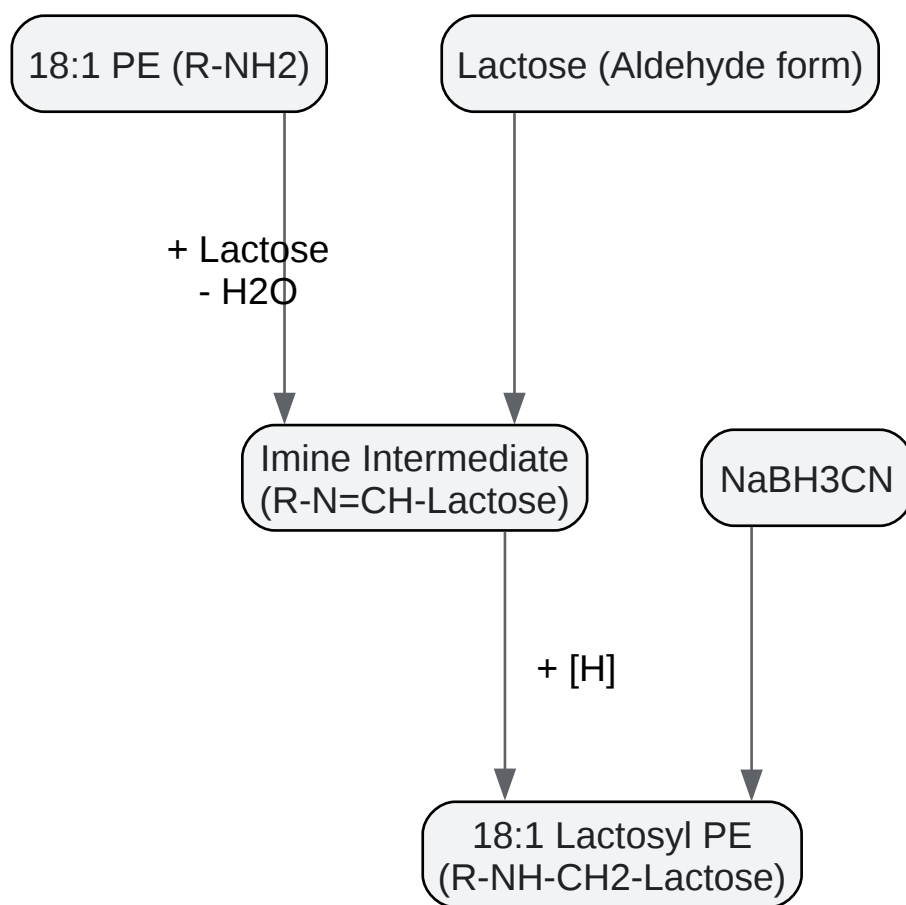 18:1 PE (R-NH2)
Lactose (Aldehyde form)
+ Lactose
- H2O
Imine Intermediate
(R-N=CH-Lactose)
NaBH3CN
+ [H]
18:1 Lactosyl PE
(R-NH-CH2-Lactose)